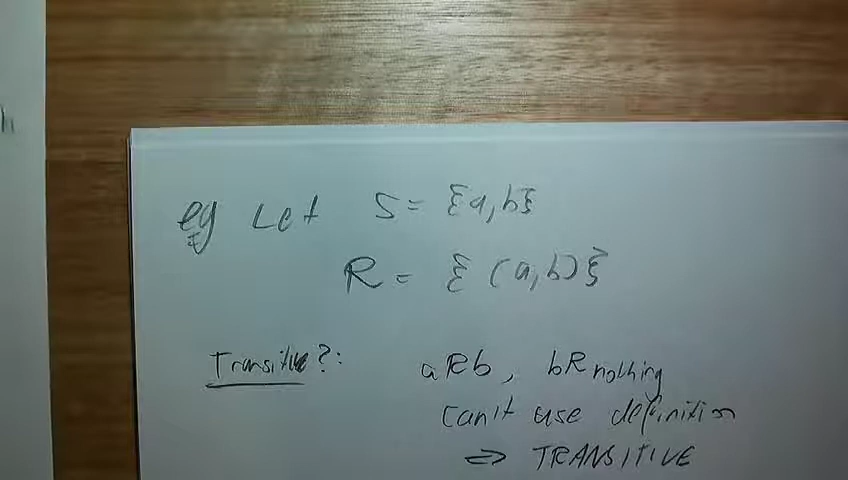 eg Let S = {a,b}
R = {(a,b)}
Transitive?: aRb, bR nothing
can't use definition
⇒ TRANSITIVE